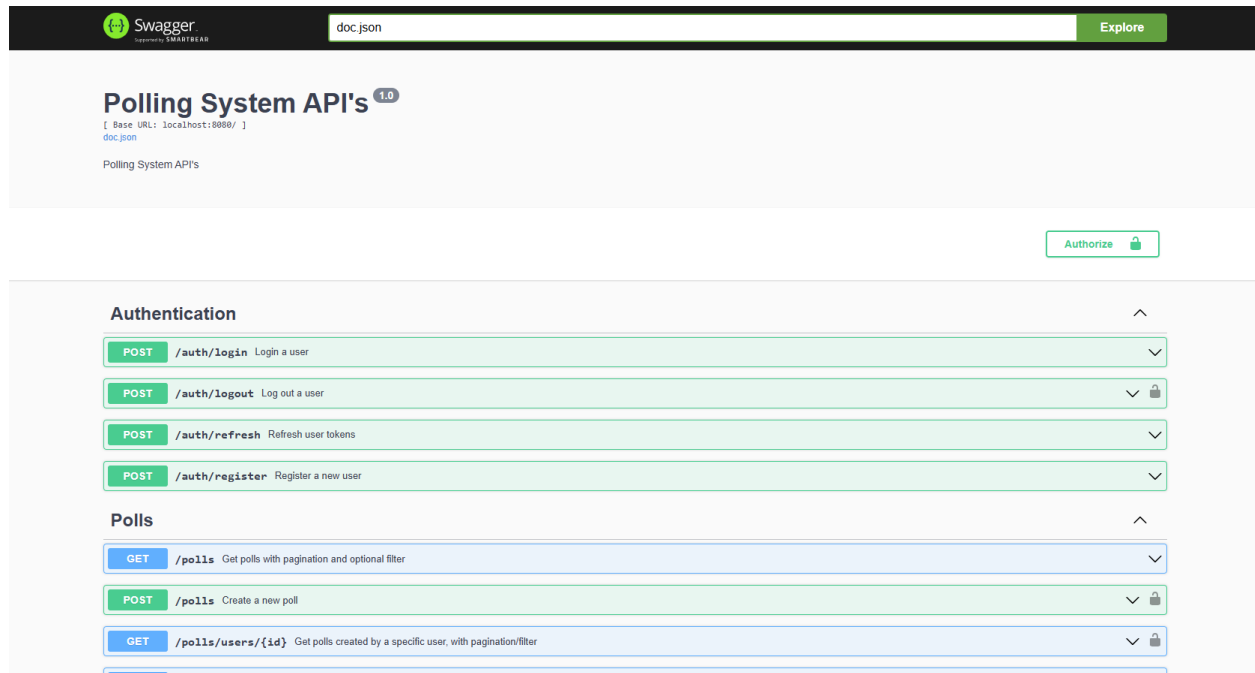 Swagger.
Supported by SMARTBEAR
doc.json
Explore
Polling System API's 1.0
[ Base URL: localhost:8080/ ]
doc.json
Polling System API's
Authorize
Authentication
POST /auth/login Login a user
POST /auth/logout Log out a user
POST /auth/refresh Refresh user tokens
POST /auth/register Register a new user
Polls
GET /polls Get polls with pagination and optional filter
POST /polls Create a new poll
GET /polls/users/{id} Get polls created by a specific user, with pagination/filter